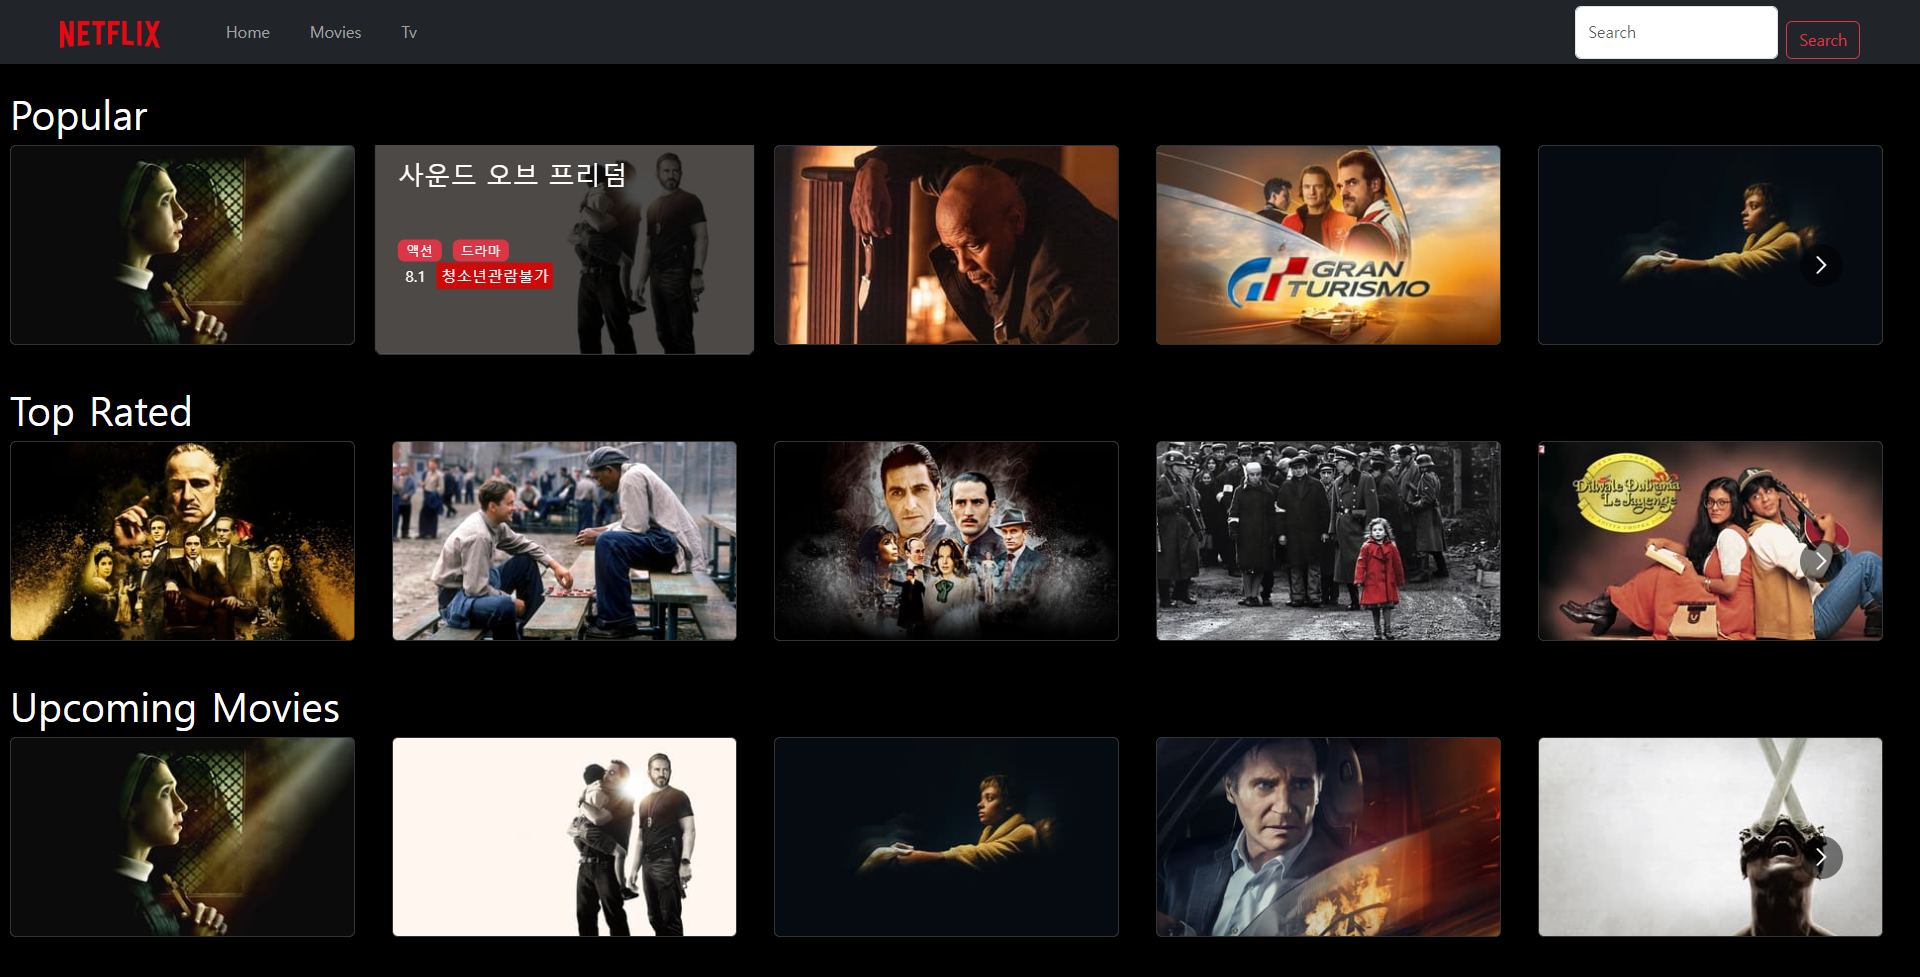 NETFLIX Home Movies Tv Search Search
Popular
사운드 오브 프리덤
액션 드라마
8.1 청소년관람불가
GRAN
TURISMO
Top Rated
Dilwale Dulhania
Le Jayenge
Upcoming Movies